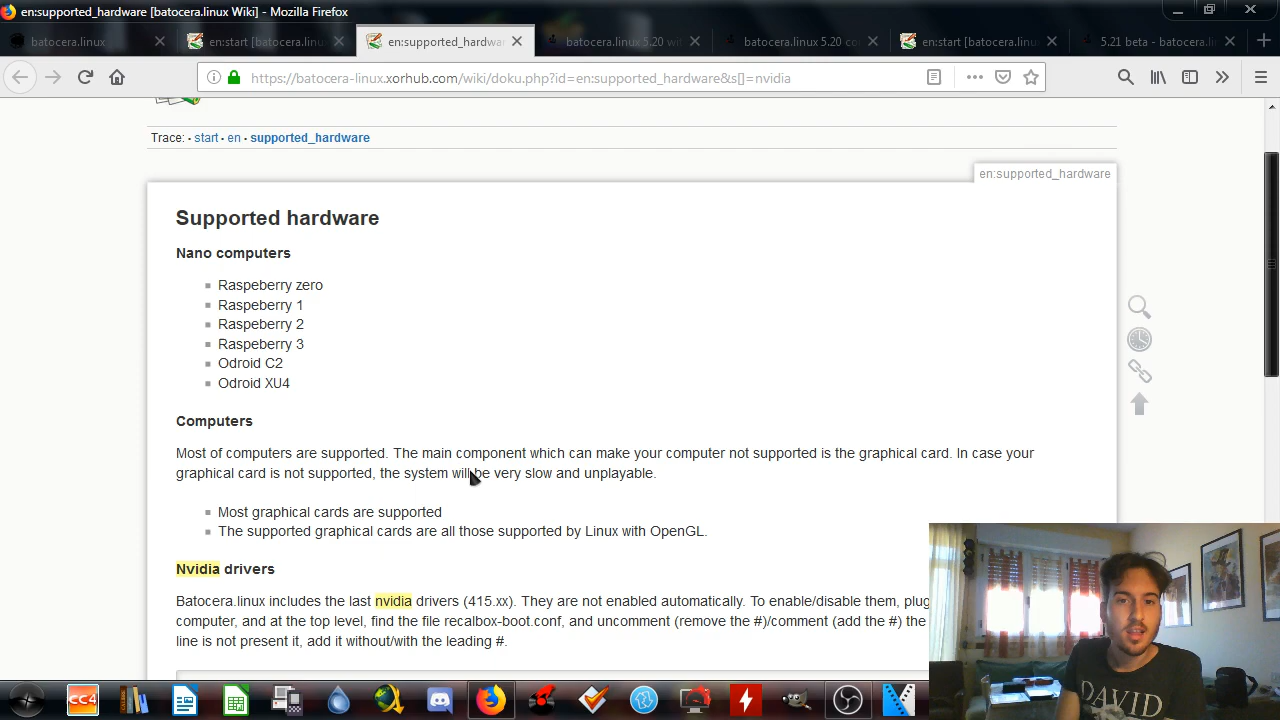 en:supported_hardware [batocera.linux Wiki] - Mozilla Firefox
batocera.linux
en:start [batocera.linu
en:supported_hardwar
batocera.linux 5.20 wit
batocera.linux 5.20 co
en:start [batocera.linu
5.21 beta - batocera.li
https://batocera-linux.xorhub.com/wiki/doku.php?id=en:supported_hardware&s[]=nvidia
Trace: • start • en • supported_hardware
en:supported_hardware
Supported hardware
Nano computers
Raspeberry zero
Raspeberry 1
Raspeberry 2
Raspeberry 3
Odroid C2
Odroid XU4
Computers
Most of computers are supported. The main component which can make your computer not supported is the graphical card. In case your
graphical card is not supported, the system will be very slow and unplayable.
Most graphical cards are supported
The supported graphical cards are all those supported by Linux with OpenGL.
Nvidia drivers
Batocera.linux includes the last nvidia drivers (415.xx). They are not enabled automatically. To enable/disable them, plug
computer, and at the top level, find the file recalbox-boot.conf, and uncomment (remove the #)/comment (add the #) the
line is not present it, add it without/with the leading #.
DAVID
CC4